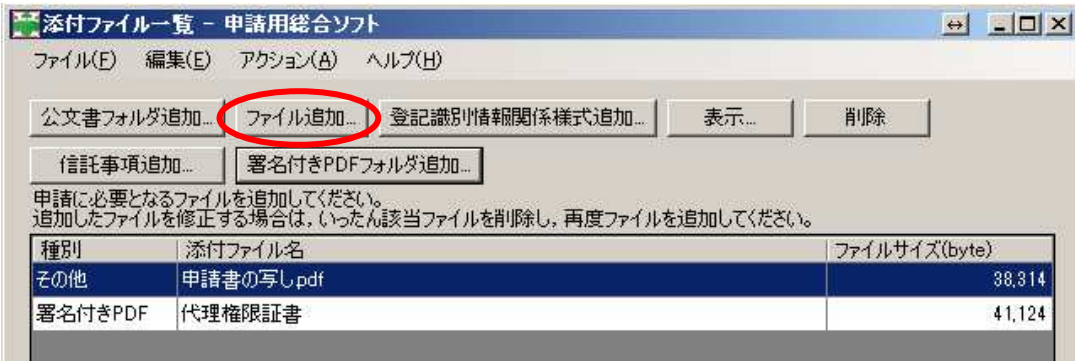 添付ファイル一覧 - 申請用総合ソフト
ファイル(F) 編集(E) アクション(A) ヘルプ(H)
公文書フォルダ追加... ファイル追加... 登記識別情報関係様式追加... 表示... 削除
信託事項追加... 署名付きPDFフォルダ追加...
申請に必要となるファイルを追加してください。
追加したファイルを修正する場合は,いったん該当ファイルを削除し,再度ファイルを追加してください。
種別 添付ファイル名 ファイルサイズ(byte)
その他 申請書の写し.pdf 38,314
署名付きPDF 代理権限証書 41,124